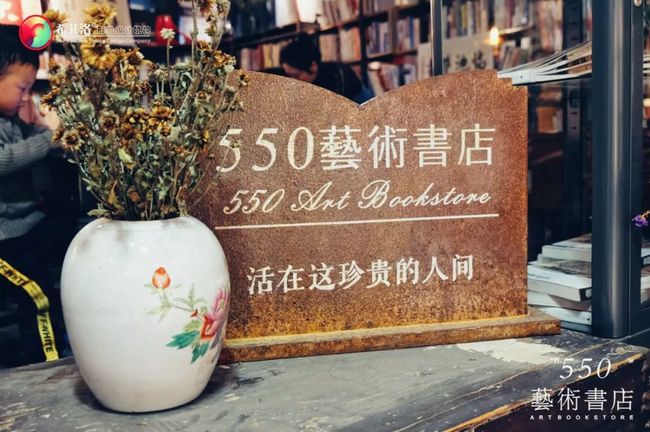 550藝術書店
550 Art Bookstore
活在这珍贵的人间
"550"
藝術書店
ARTBOOKSTORE